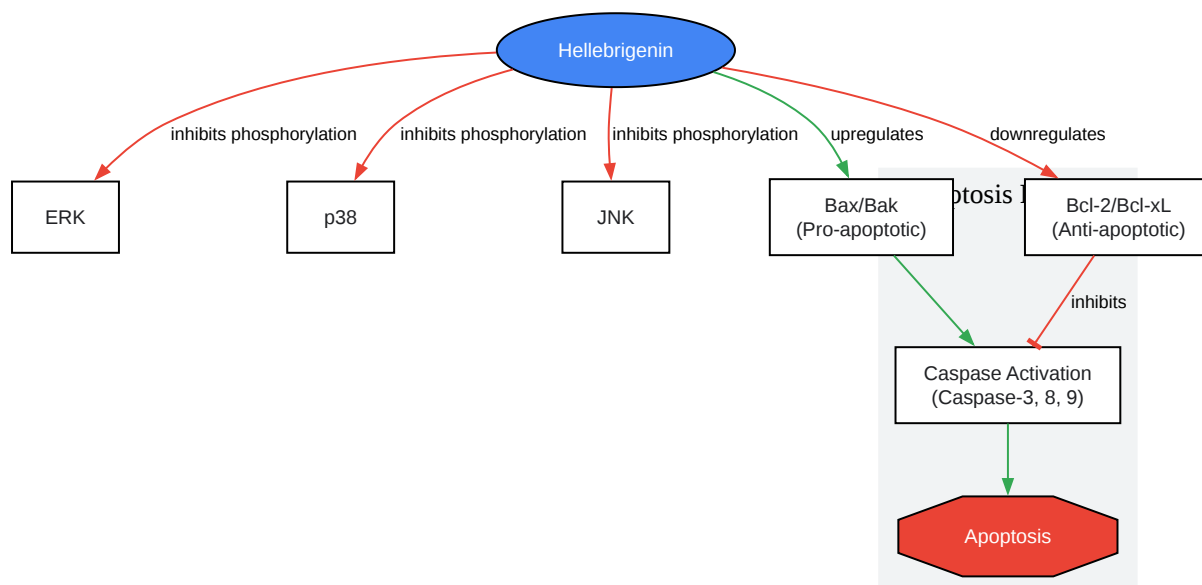 Hellebrigenin
inhibits phosphorylation
inhibits phosphorylation
inhibits phosphorylation
upregulates
downregulates
ERK
p38
JNK
Bax/Bak
(Pro-apoptotic)
Bcl-2/Bcl-xL
(Anti-apoptotic)
inhibits
Caspase Activation
(Caspase-3, 8, 9)
Apoptosis